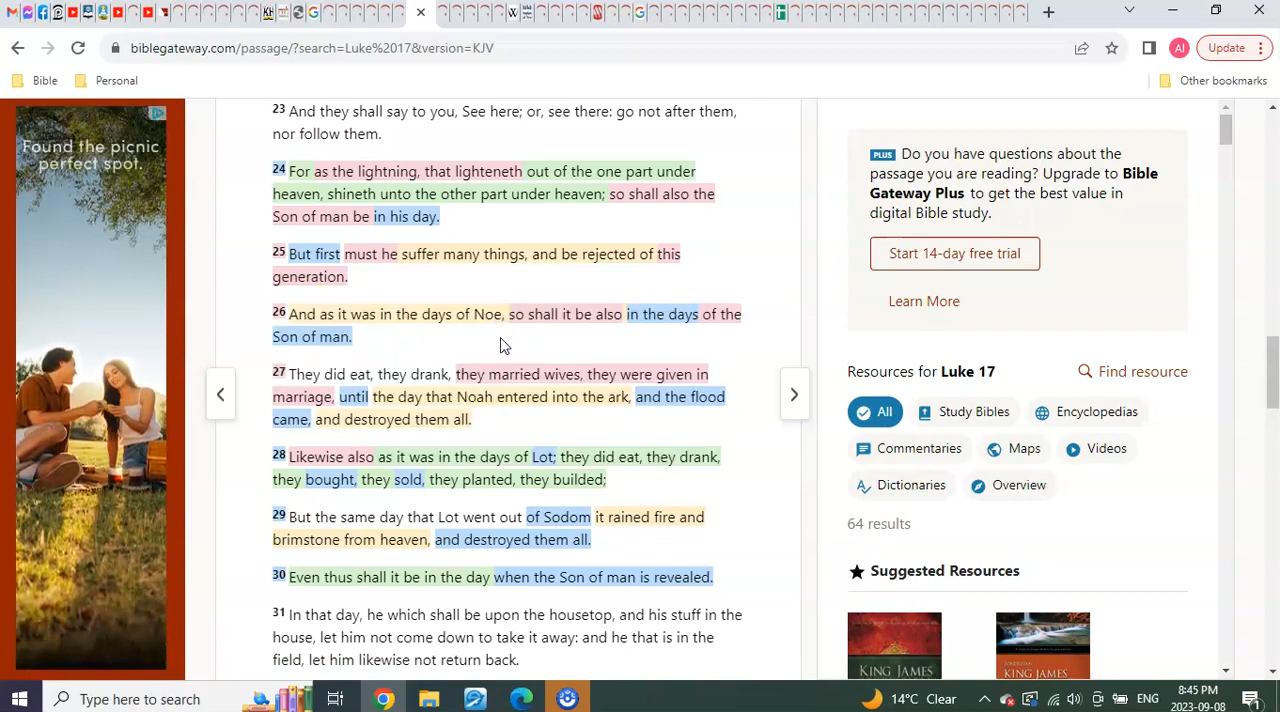 biblegateway.com/passage/?search=Luke%2017&version=KJV
AI
Update
Bible
Personal
Other bookmarks
Found the picnic
perfect spot.
23 And they shall say to you, See here; or, see there: go not after them,
nor follow them.
24 For as the lightning, that lighteneth out of the one part under
heaven, shineth unto the other part under heaven; so shall also the
Son of man be in his day.
25 But first must he suffer many things, and be rejected of this
generation.
26 And as it was in the days of Noe, so shall it be also in the days of the
Son of man.
27 They did eat, they drank, they married wives, they were given in
marriage, until the day that Noah entered into the ark, and the flood
came, and destroyed them all.
28 Likewise also as it was in the days of Lot; they did eat, they drank,
they bought, they sold, they planted, they builded;
29 But the same day that Lot went out of Sodom it rained fire and
brimstone from heaven, and destroyed them all.
30 Even thus shall it be in the day when the Son of man is revealed.
31 In that day, he which shall be upon the housetop, and his stuff in the
house, let him not come down to take it away: and he that is in the
field, let him likewise not return back.
PLUS Do you have questions about the
passage you are reading? Upgrade to Bible
Gateway Plus to get the best value in
digital Bible study.
Start 14-day free trial
Learn More
Resources for Luke 17
Find resource
All
Study Bibles
Encyclopedias
Commentaries
Maps
Videos
Dictionaries
Overview
64 results
Suggested Resources
KING JAMES
KING JAMES
Type here to search
14°C Clear
ENG
8:45 PM
2023-09-08
1